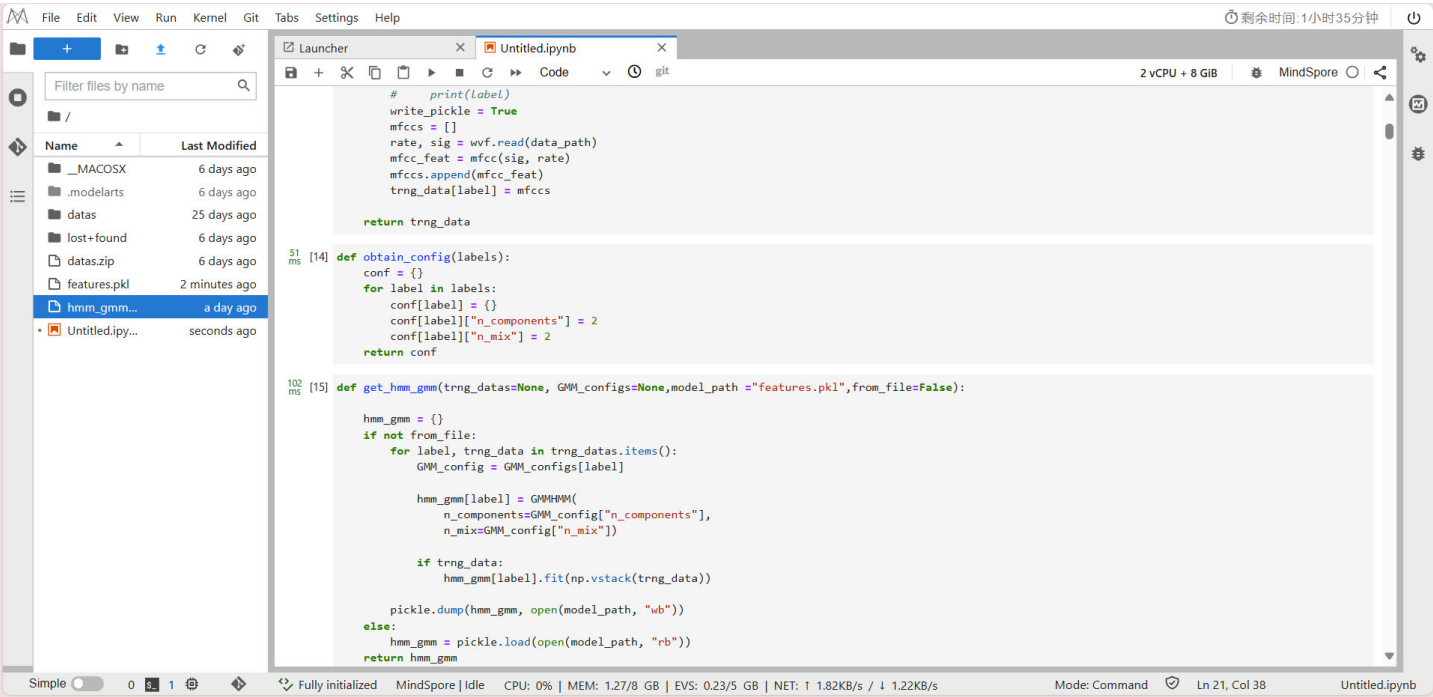 File Edit View Run Kernel Git Tabs Settings Help
剩余时间:1小时35分钟
Filter files by name
/
Name Last Modified
__MACOSX 6 days ago
.modelarts 6 days ago
datas 25 days ago
lost+found 6 days ago
datas.zip 6 days ago
features.pkl 2 minutes ago
hmm_gmm... a day ago
Untitled.ipy... seconds ago
Launcher Untitled.ipynb
Code git 2 vCPU + 8 GiB MindSpore
#     print(label)
write_pickle = True
mfccs = []
rate, sig = wvf.read(data_path)
mfcc_feat = mfcc(sig, rate)
mfccs.append(mfcc_feat)
trng_data[label] = mfccs
return trng_data
51 ms [14] def obtain_config(labels):
conf = {}
for label in labels:
conf[label] = {}
conf[label]["n_components"] = 2
conf[label]["n_mix"] = 2
return conf
102 ms [15] def get_hmm_gmm(trng_datas=None, GMM_configs=None,model_path ="features.pkl",from_file=False):
hmm_gmm = {}
if not from_file:
for label, trng_data in trng_datas.items():
GMM_config = GMM_configs[label]
hmm_gmm[label] = GMMHMM(
n_components=GMM_config["n_components"],
n_mix=GMM_config["n_mix"])
if trng_data:
hmm_gmm[label].fit(np.vstack(trng_data))
pickle.dump(hmm_gmm, open(model_path, "wb"))
else:
hmm_gmm = pickle.load(open(model_path, "rb"))
return hmm_gmm
Simple 0 $_ 1 Fully initialized MindSpore | Idle CPU: 0% | MEM: 1.27/8 GB | EVS: 0.23/5 GB | NET: ↑ 1.82KB/s / ↓ 1.22KB/s Mode: Command Ln 21, Col 38 Untitled.ipynb